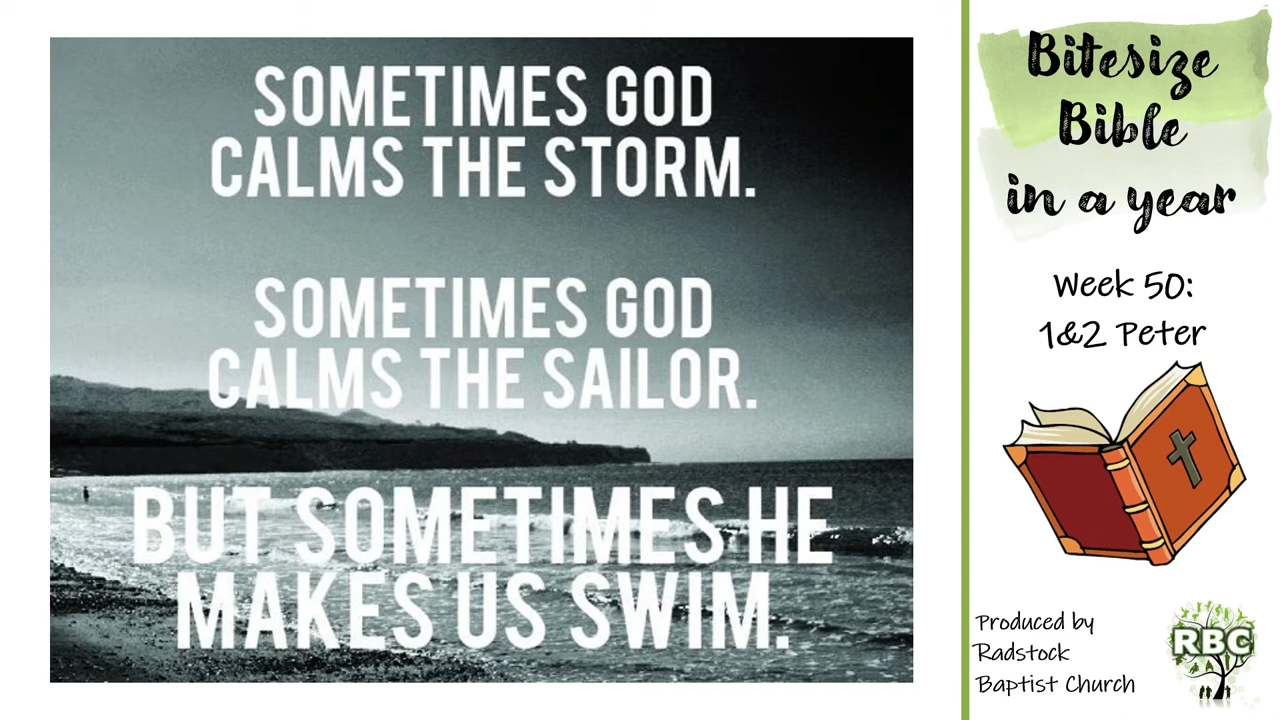 SOMETIMES GOD
CALMS THE STORM.
SOMETIMES GOD
CALMS THE SAILOR.
BUT SOMETIMES HE
MAKES US SWIM.
Bitesize
Bible
in a year
Week 50:
1&2 Peter
Produced by
Radstock
Baptist Church
RBC